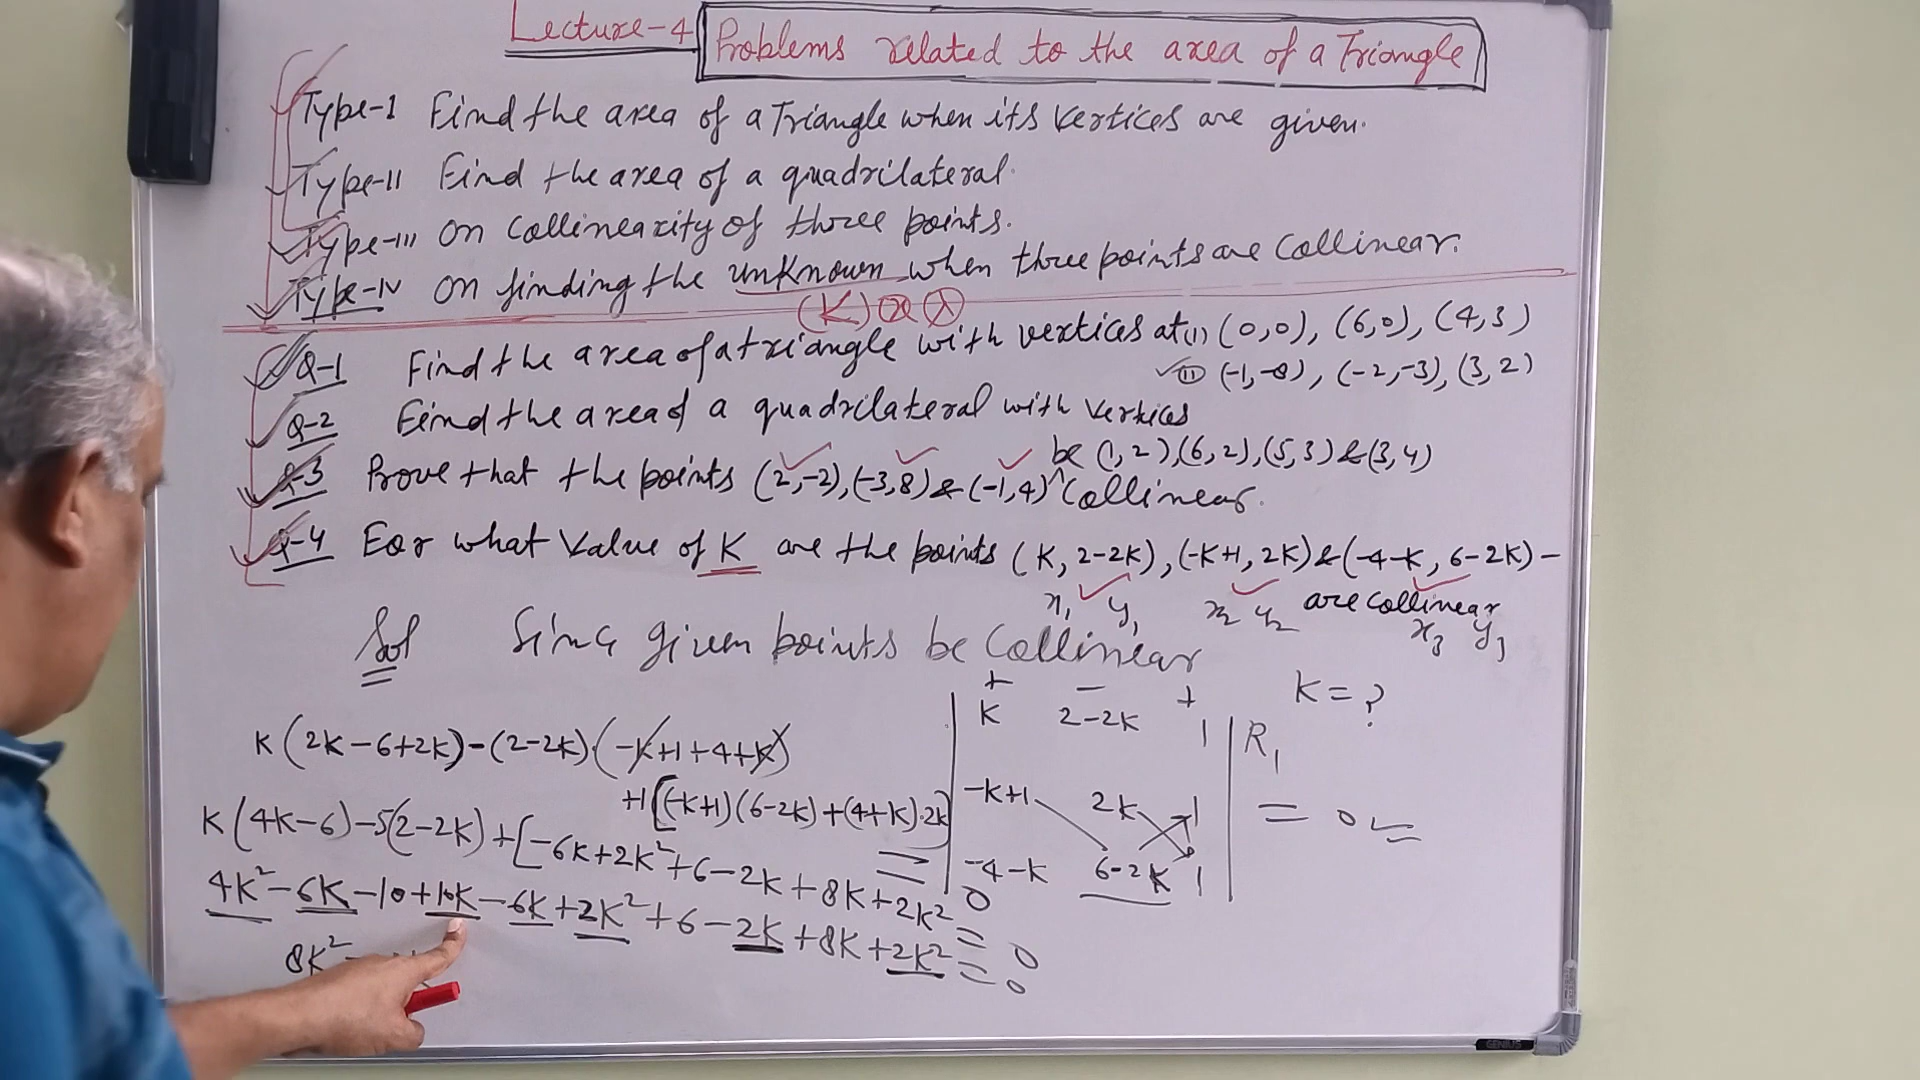 Lecture-4 Problems related to the area of a Triangle
Type-I Find the area of a Triangle when its vertices are given.
Type-II Find the area of a quadrilateral.
Type-III on Collinearity of three points.
Type-IV on finding the unknown when three points are Collinear.
(K)
Q-1 Find the area of a triangle with vertices at (i) (0,0), (6,0), (4,3)
(ii) (-1,-8), (-2,-3), (3,2)
Q-2 Find the area of a quadrilateral with vertices
be (1,2), (6,2), (5,3) & (3,4)
Q-3 Prove that the points (2,-2), (-3,8) & (-1,4) ^ Collinear.
Q-4 For what Value of K are the points (K, 2-2K), (-K+1, 2K) & (-4-K, 6-2K) -
x₁ y₁ x₂ y₂ are collinear
x₃ y₃
Sol Since given points be Collinear
+ - + K = ?
K 2-2K 1 R₁
K(2K-6+2K)-(2-2K)·(-K+1+4+K)
+1[(-K+1)(6-2K)+(4+K)·2K] -K+1 2K 1 = 0
K(4K-6)-5(2-2K)+[-6K+2K²+6-2K+8K+2K² = 0
= 0 -4-K 6-2K 1
4K²-6K-10+10K-6K+2K²+6-2K+8K+2K² = 0
8K² -
GENIUS